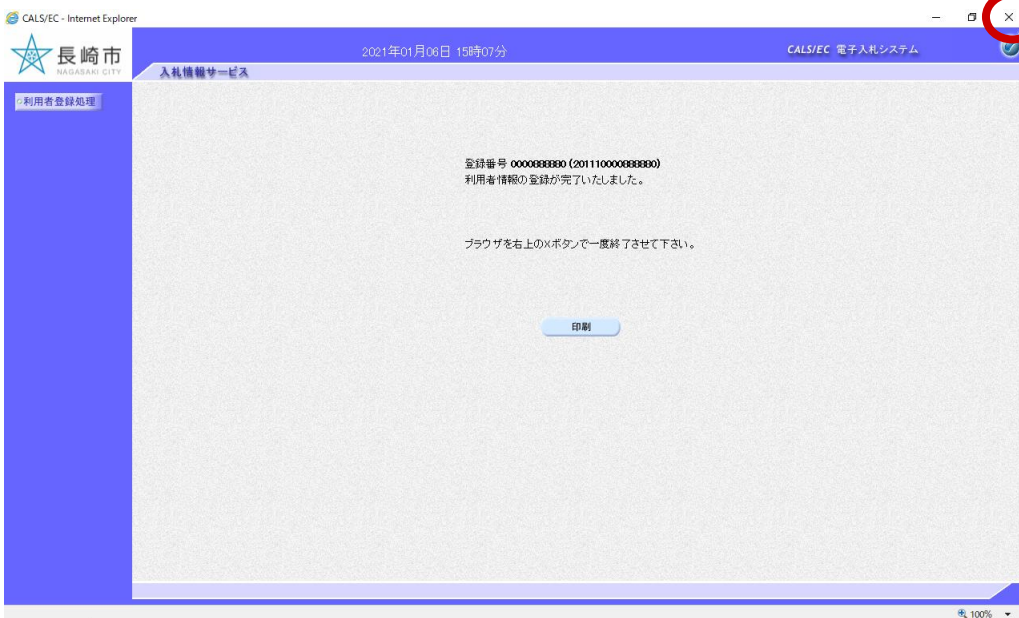 CALS/EC - Internet Explorer
長崎市
NAGASAKI CITY
2021年01月06日 15時07分
CALS/EC 電子入札システム
入札情報サービス
利用者登録処理
登録番号 0000888880 (201110000888880)
利用者情報の登録が完了いたしました。
ブラウザを右上の×ボタンで一度終了させて下さい。
印刷
100%